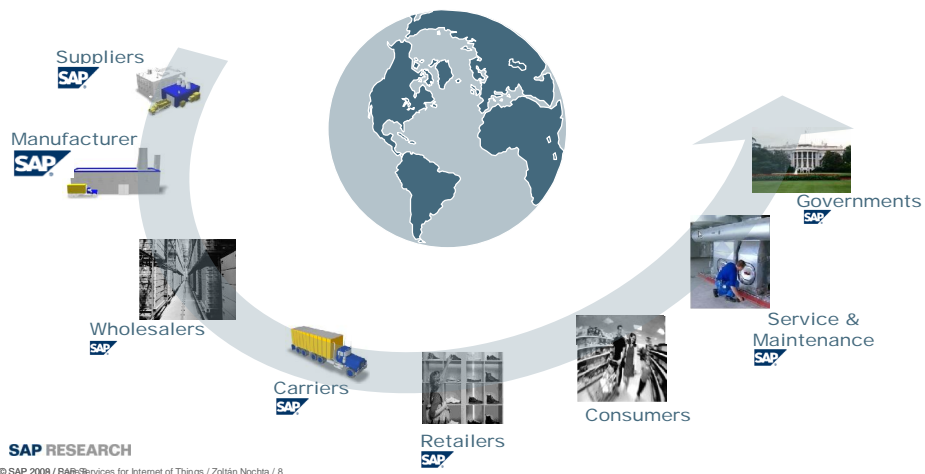 Suppliers
SAP
Manufacturer
SAP
Wholesalers
SAP
Carriers
SAP
Retailers
SAP
Consumers
Service &
Maintenance
SAP
Governments
SAP
SAP RESEARCH
© SAP 2008 / Services for Internet of Things / Zoltán Nochta / 8